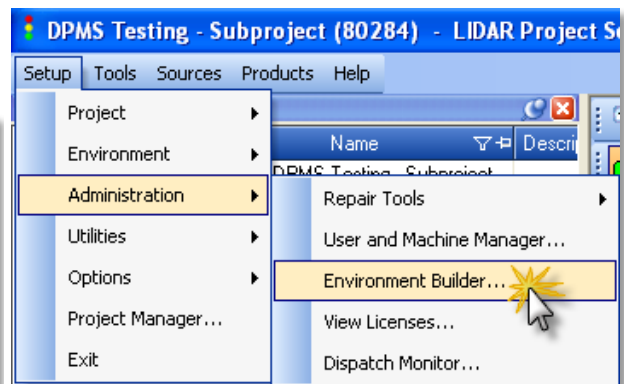 DPMS Testing - Subproject (80284) - LIDAR Project
Setup Tools Sources Products Help
Name Descri
DPMS Testing Subproject
Project
Environment
Administration
Utilities
Options
Project Manager...
Exit
Repair Tools
User and Machine Manager...
Environment Builder...
View Licenses...
Dispatch Monitor...